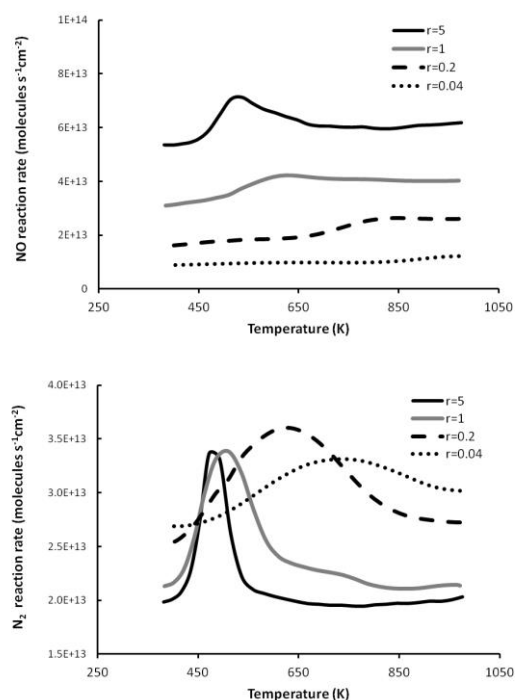 1E+14
8E+13
6E+13
4E+13
2E+13
0
250 450 650 850 1050
NO reaction rate (molecules s⁻¹cm⁻²)
Temperature (K)
r=5
r=1
r=0.2
r=0.04
4.0E+13
3.5E+13
3.0E+13
2.5E+13
2.0E+13
1.5E+13
250 450 650 850 1050
N₂ reaction rate (molecules s⁻¹cm⁻²)
Temperature (K)
r=5
r=1
r=0.2
r=0.04